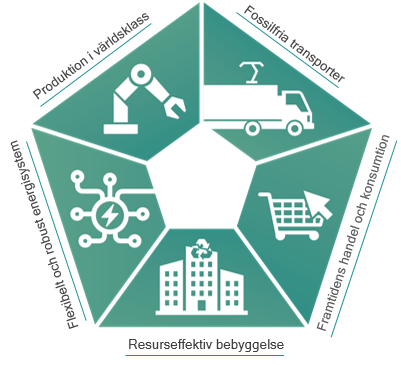 Produktion i världsklass
Fossilfria transporter
Flexibelt och robust energisystem
Framtidens handel och konsumtion
Resurseffektiv bebyggelse